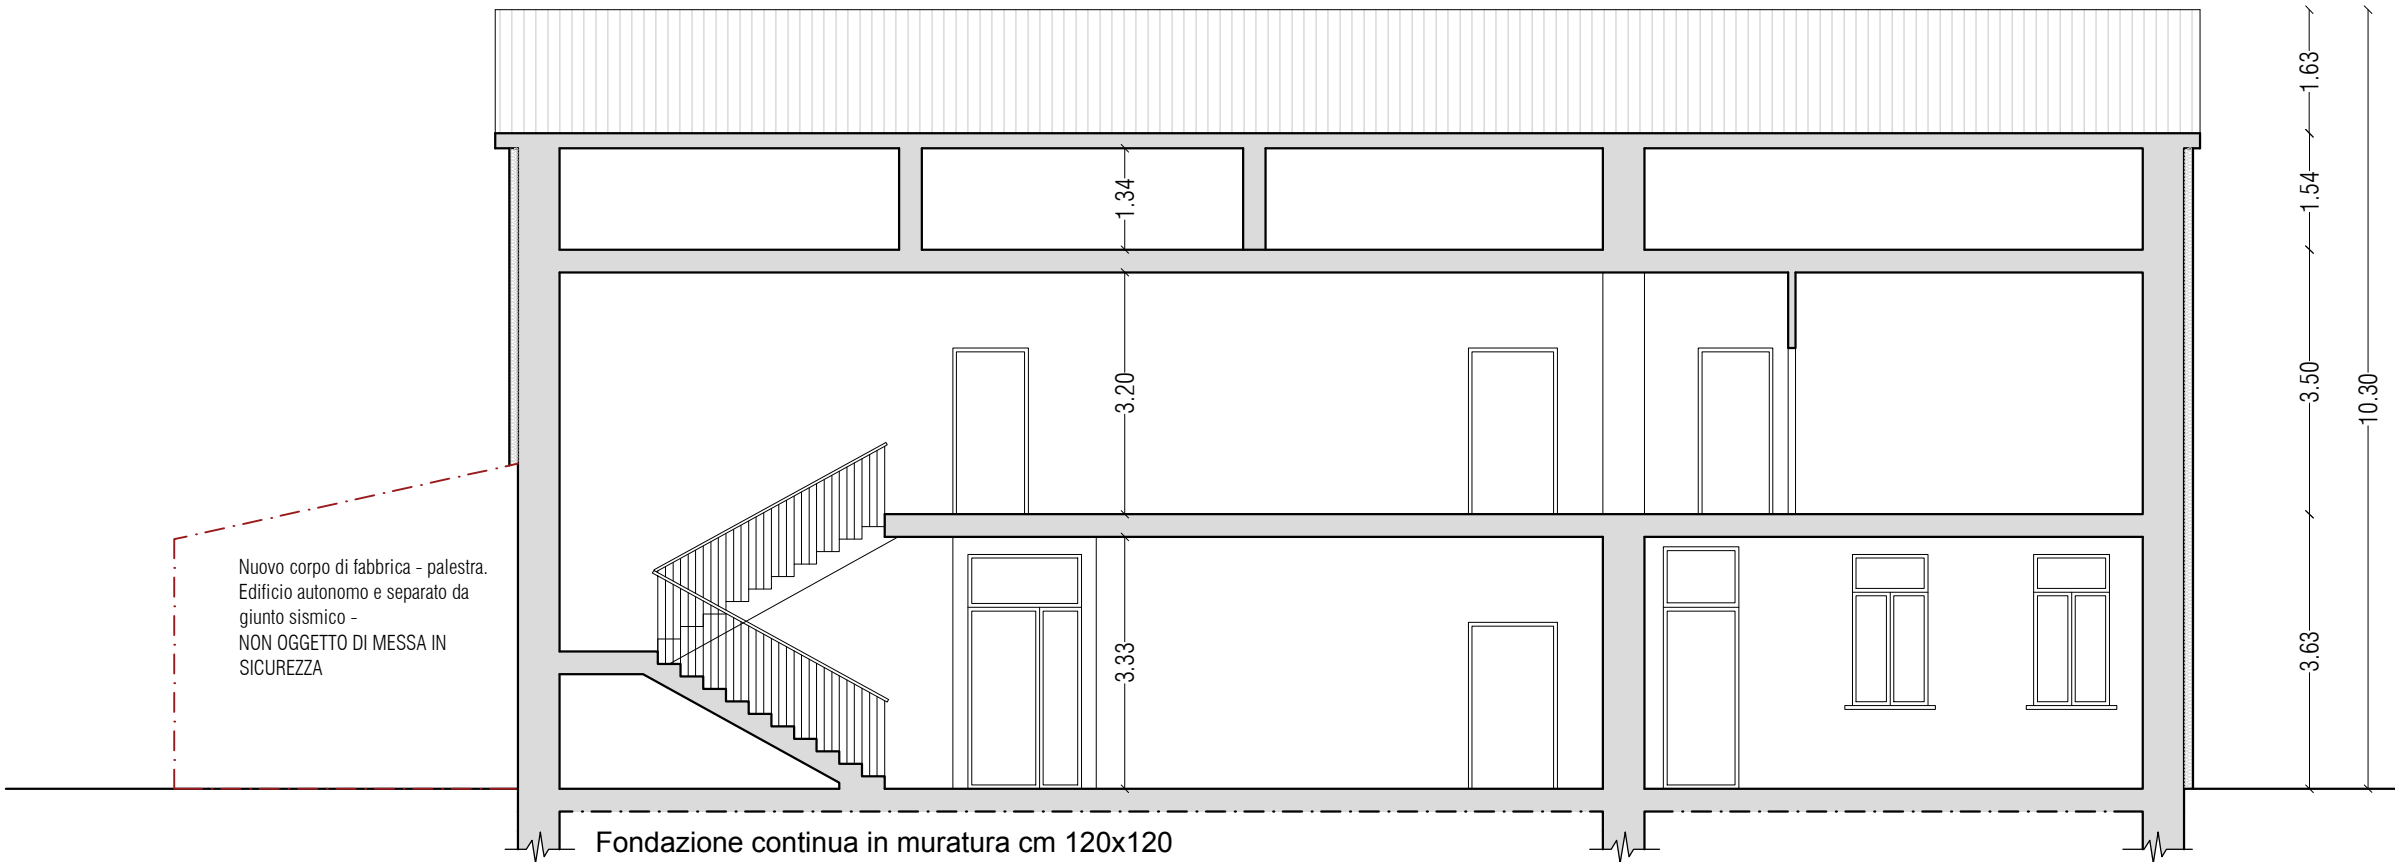 1.63
1.34
1.54
3.20
3.50
10.30
Nuovo corpo di fabbrica - palestra.
Edificio autonomo e separato da
giunto sismico -
NON OGGETTO DI MESSA IN
SICUREZZA
3.33
3.63
Fondazione continua in muratura cm 120x120